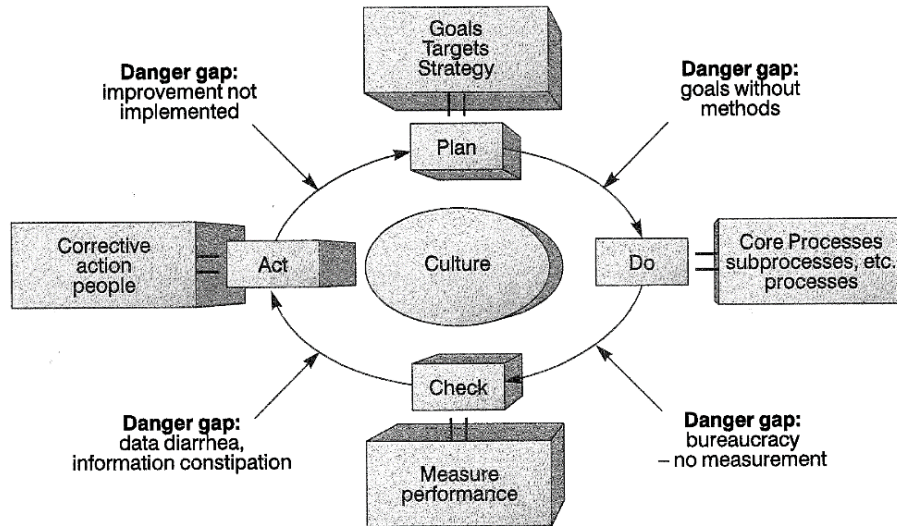 Goals
Targets
Strategy
Danger gap:
improvement not
implemented
Danger gap:
goals without
methods
Plan
Corrective
action
people
Act
Culture
Do
Core Processes
subprocesses, etc.
processes
Check
Danger gap:
data diarrhea,
information constipation
Danger gap:
bureaucracy
– no measurement
Measure
performance